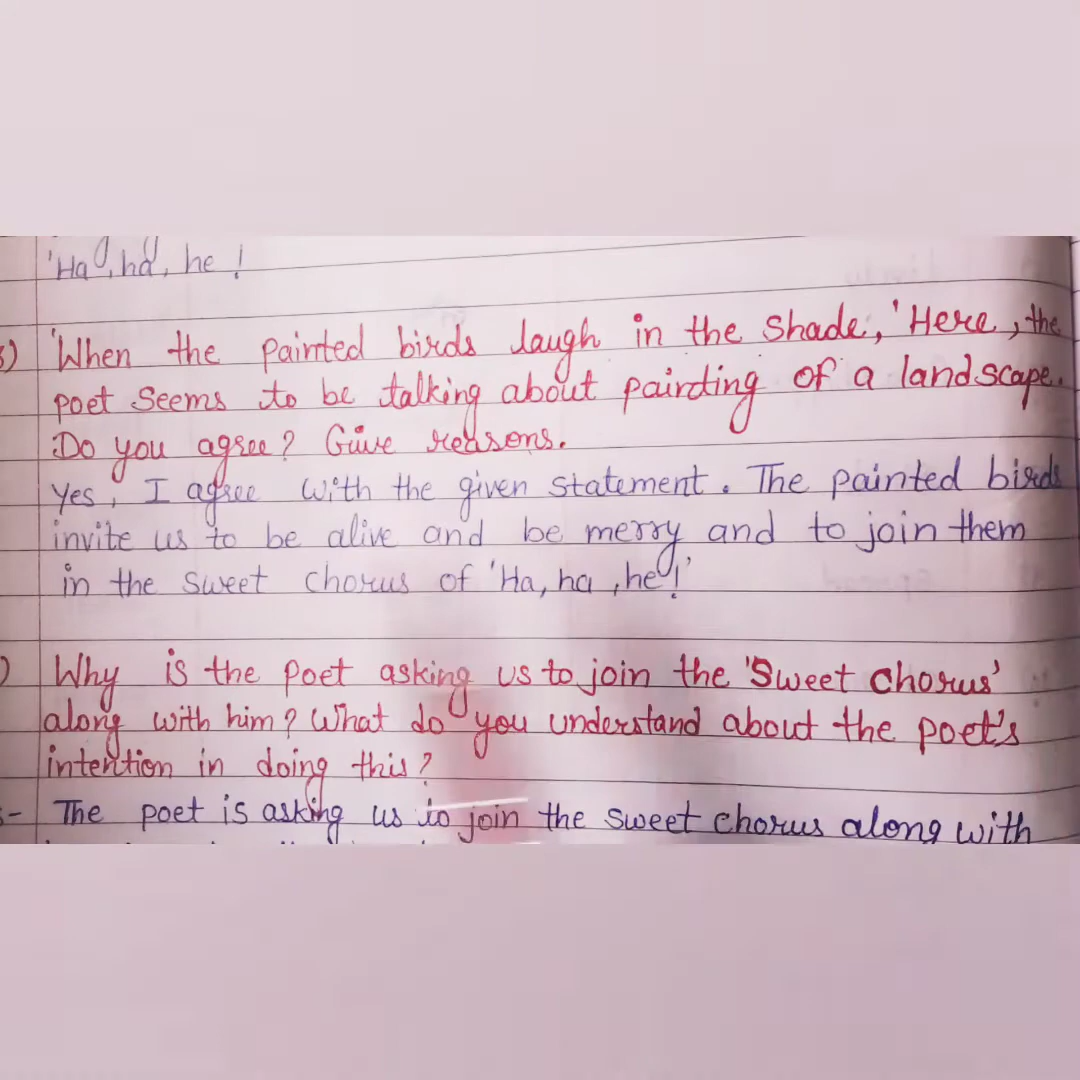 'Ha, ha, he!
) 'When the painted birds laugh in the shade,' Here, the
poet seems to be talking about pairding of a landscape.
Do you agree? Give reasons.
Yes, I agree with the given statement. The painted birds
invite us to be alive and be merry and to join them
in the sweet chorus of 'Ha, ha, he!'
) Why is the poet asking us to join the 'Sweet chorus'
along with him? What do you understand about the poet's
intention in doing this?
:- The poet is asking us to join the sweet chorus along with